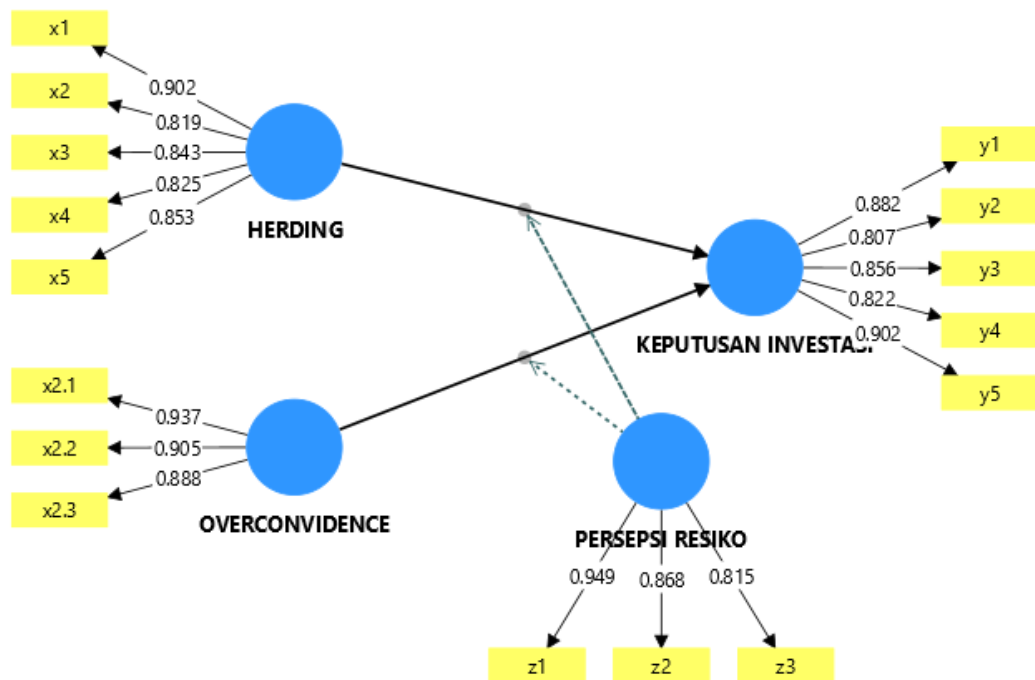 x1
x2
x3
x4
x5
0.902
0.819
0.843
0.825
0.853
HERDING
y1
y2
y3
y4
y5
0.882
0.807
0.856
0.822
0.902
KEPUTUSAN INVESTASI
x2.1
x2.2
x2.3
0.937
0.905
0.888
OVERCONVIDENCE
PERSEPSI RESIKO
0.949
0.868
0.815
z1
z2
z3